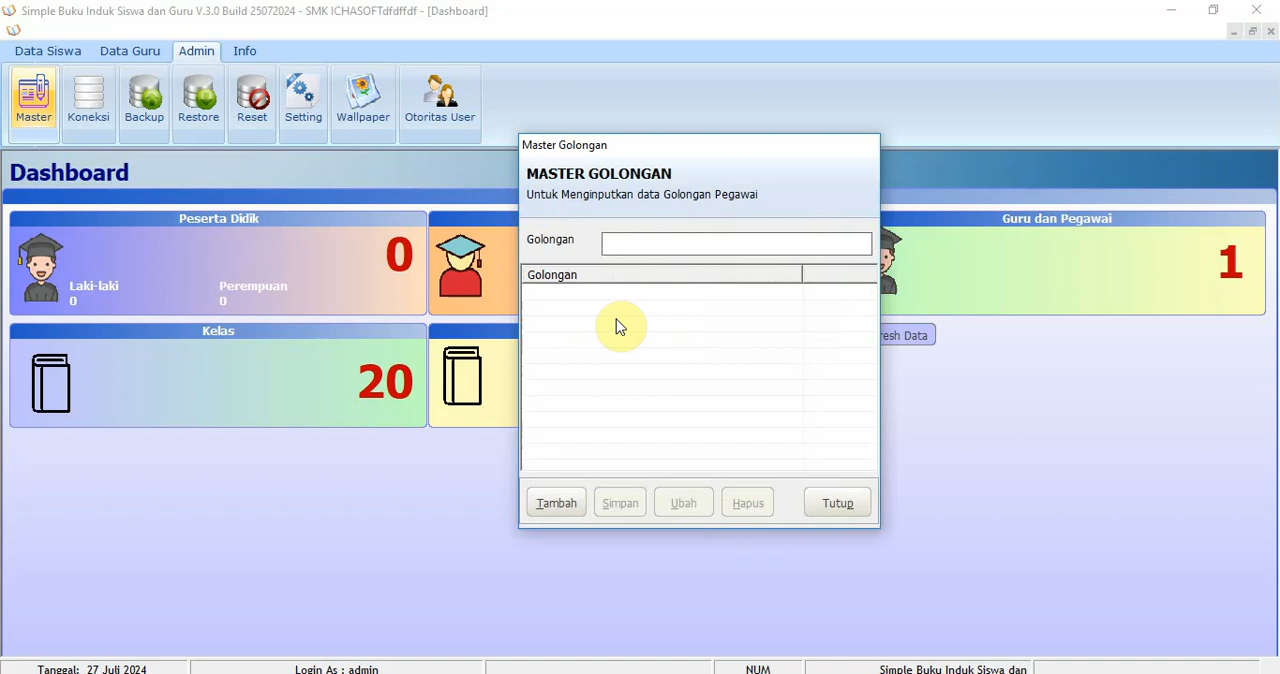 Simple Buku Induk Siswa dan Guru V.3.0 Build 25072024 - SMK ICHASOFTdfdffdf - [Dashboard]
Data Siswa Data Guru Admin Info
Master Koneksi Backup Restore Reset Setting Wallpaper Otoritas User
Dashboard
Peserta Didik
0
Laki-laki Perempuan
0 0
Kelas
20
Guru dan Pegawai
1
resh Data
Master Golongan
MASTER GOLONGAN
Untuk Menginputkan data Golongan Pegawai
Golongan
Golongan
Tambah Simpan Ubah Hapus Tutup
Tanggal: 27 Juli 2024 Login As : admin NUM Simple Buku Induk Siswa dan